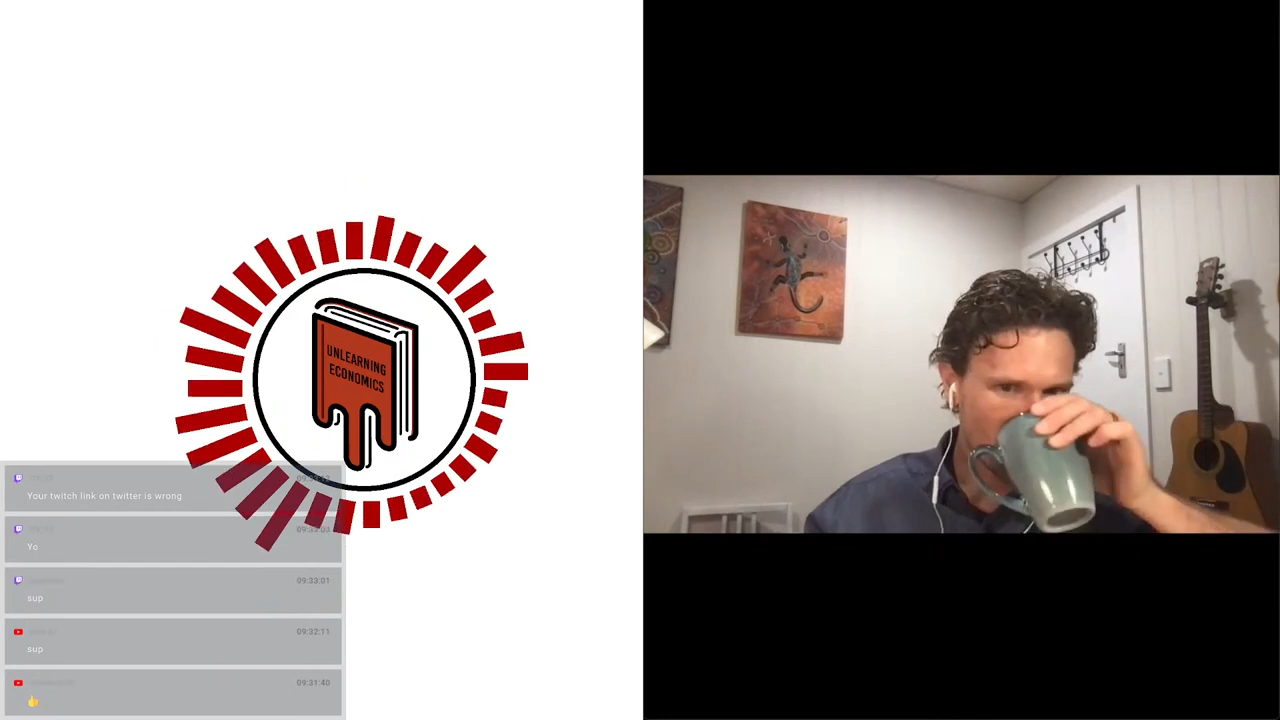 UNLEARNING
ECONOMICS
Your twitch link on twitter is wrong
Yo
09:33:01
sup
09:32:11
sup
09:31:40